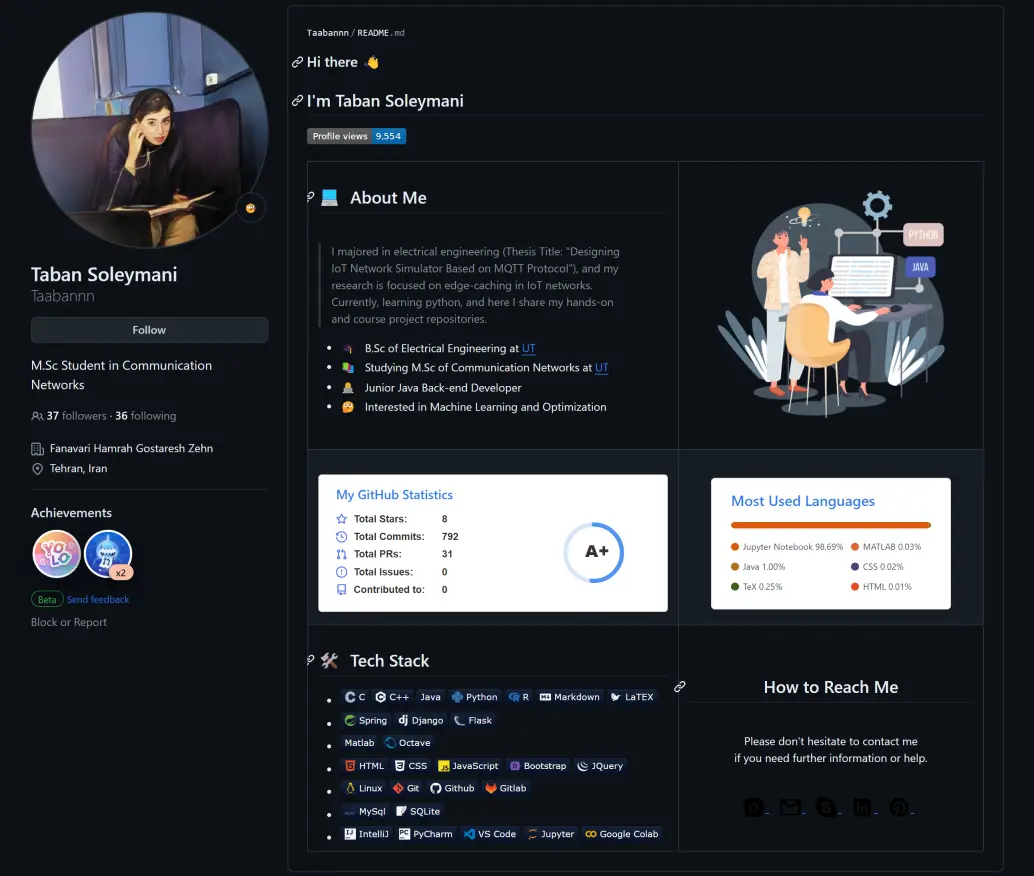 Taban Soleymani
Taabannn
Follow
M.Sc Student in Communication
Networks
37 followers · 36 following
Fanavari Hamrah Gostaresh Zehn
Tehran, Iran
Achievements
YOLO
x2
Beta Send feedback
Block or Report
Taabannn / README.md
Hi there 👋
I'm Taban Soleymani
Profile views 9,554
About Me
I majored in electrical engineering (Thesis Title: "Designing
IoT Network Simulator Based on MQTT Protocol"), and my
research is focused on edge-caching in IoT networks.
Currently, learning python, and here I share my hands-on
and course project repositories.
B.Sc of Electrical Engineering at UT
Studying M.Sc of Communication Networks at UT
Junior Java Back-end Developer
Interested in Machine Learning and Optimization
PYTHON
JAVA
My GitHub Statistics
Total Stars: 8
Total Commits: 792
Total PRs: 31
Total Issues: 0
Contributed to: 0
A+
Most Used Languages
Jupyter Notebook 98.69% MATLAB 0.03%
Java 1.00% CSS 0.02%
TeX 0.25% HTML 0.01%
Tech Stack
C C++ Java Python R Markdown LaTEX
Spring Django Flask
Matlab Octave
HTML CSS JavaScript Bootstrap JQuery
Linux Git Github Gitlab
MySql SQLite
IntelliJ PyCharm VS Code Jupyter Google Colab
How to Reach Me
Please don't hesitate to contact me
if you need further information or help.